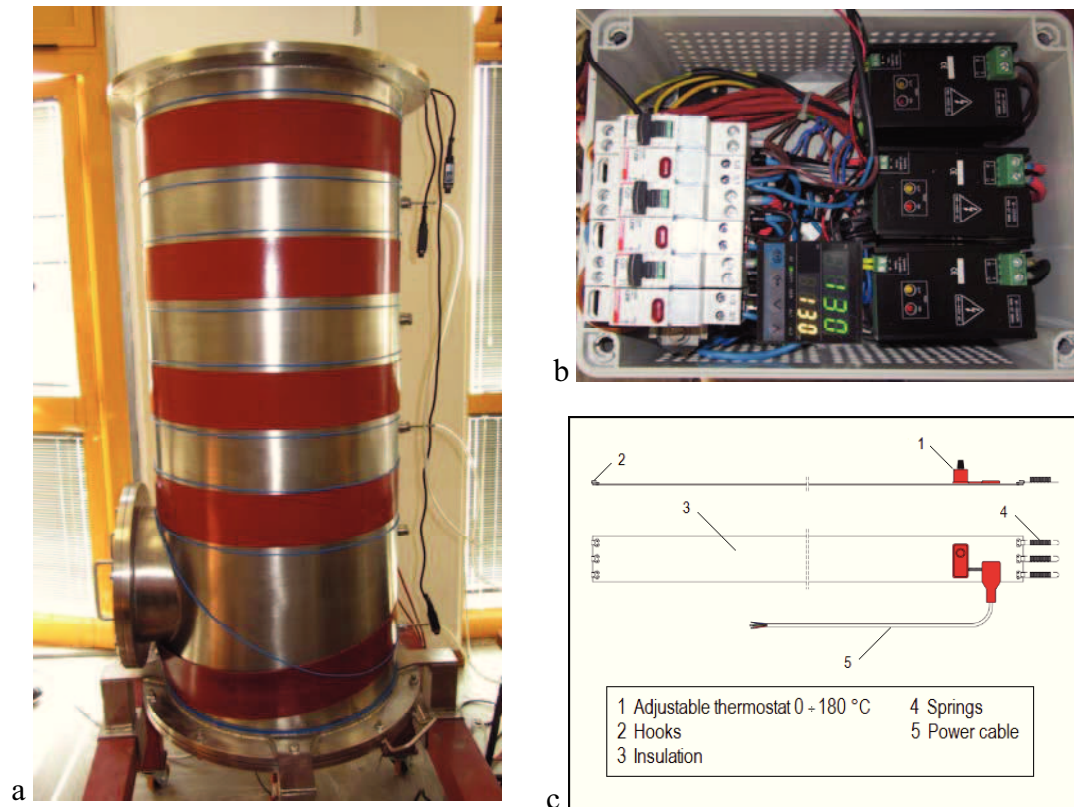 a
b
130
130
c
1
2
3
4
5
1 Adjustable thermostat 0 ÷ 180 °C
2 Hooks
3 Insulation
4 Springs
5 Power cable